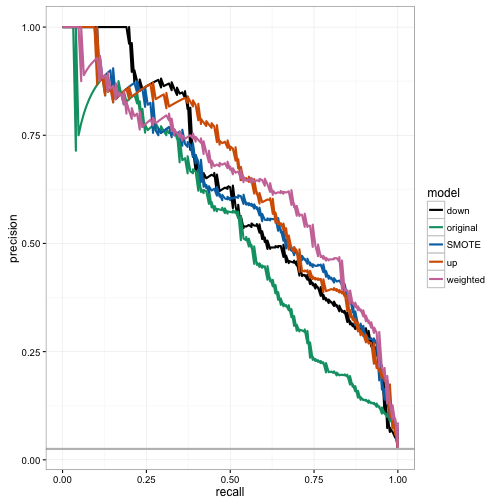 1.00
0.75
0.50
0.25
0.00
precision
0.00 0.25 0.50 0.75 1.00
recall
model
down
original
SMOTE
up
weighted